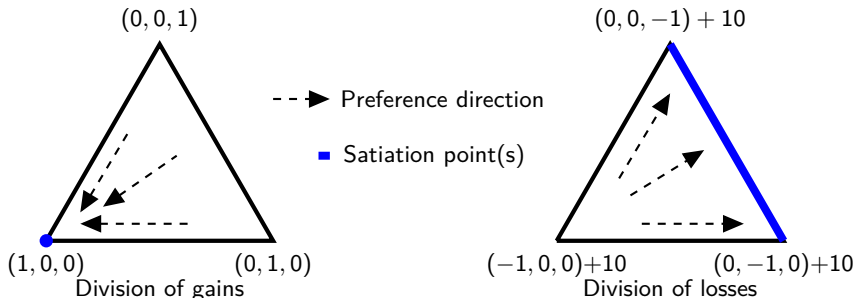 (0, 0, 1)
(0, 0, −1) + 10
Preference direction
Satiation point(s)
(1, 0, 0)
(0, 1, 0)
(−1, 0, 0)+10
(0, −1, 0)+10
Division of gains
Division of losses